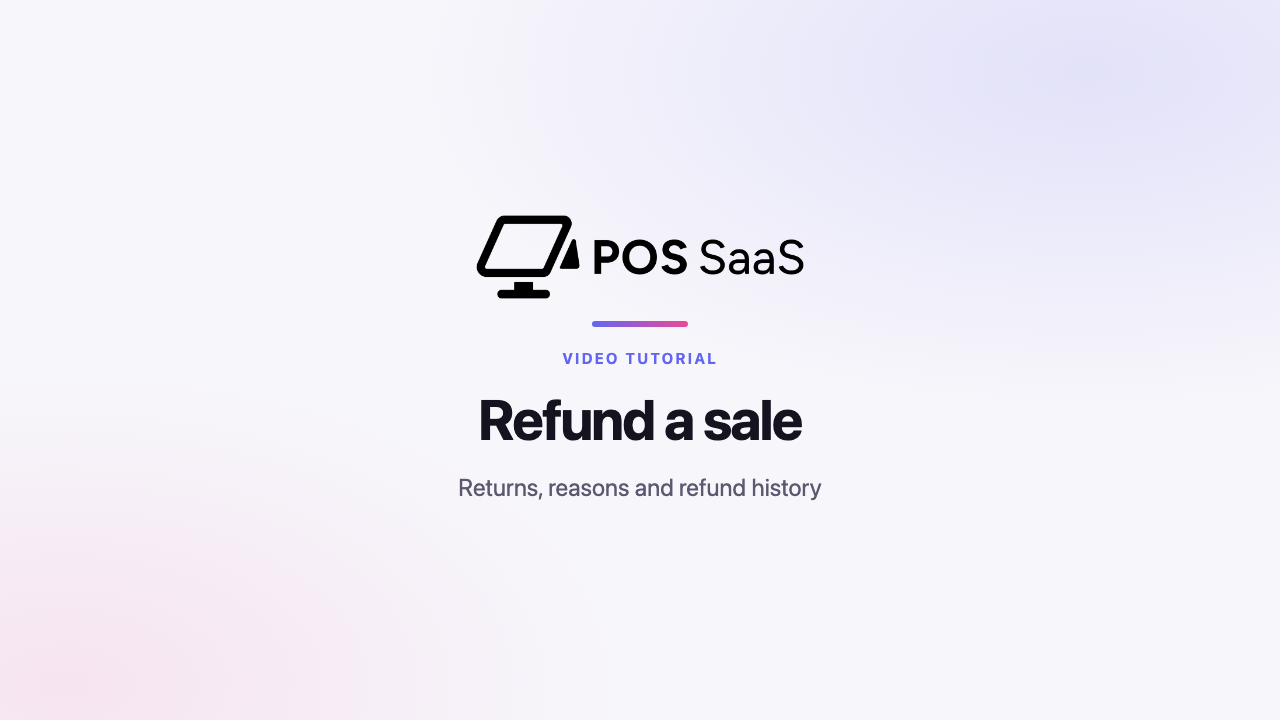 POS SaaS
VIDEO TUTORIAL
Refund a sale
Returns, reasons and refund history